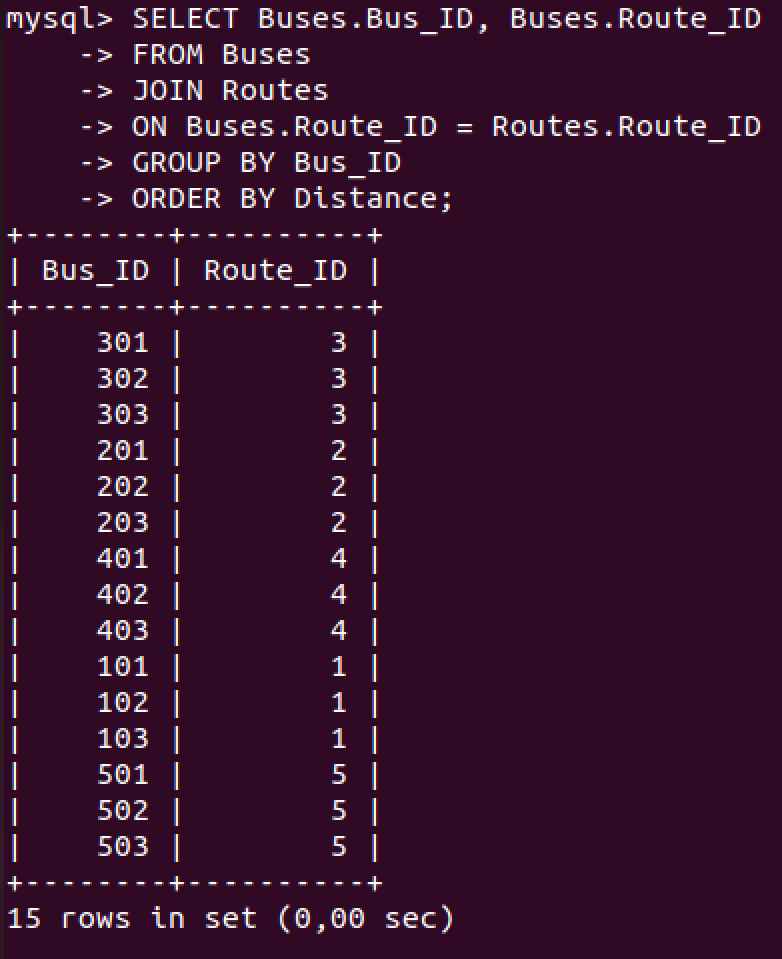 mysql> SELECT Buses.Bus_ID, Buses.Route_ID
    -> FROM Buses
    -> JOIN Routes
    -> ON Buses.Route_ID = Routes.Route_ID
    -> GROUP BY Bus_ID
    -> ORDER BY Distance;
+--------+----------+
| Bus_ID | Route_ID |
+--------+----------+
|    301 |        3 |
|    302 |        3 |
|    303 |        3 |
|    201 |        2 |
|    202 |        2 |
|    203 |        2 |
|    401 |        4 |
|    402 |        4 |
|    403 |        4 |
|    101 |        1 |
|    102 |        1 |
|    103 |        1 |
|    501 |        5 |
|    502 |        5 |
|    503 |        5 |
+--------+----------+
15 rows in set (0,00 sec)